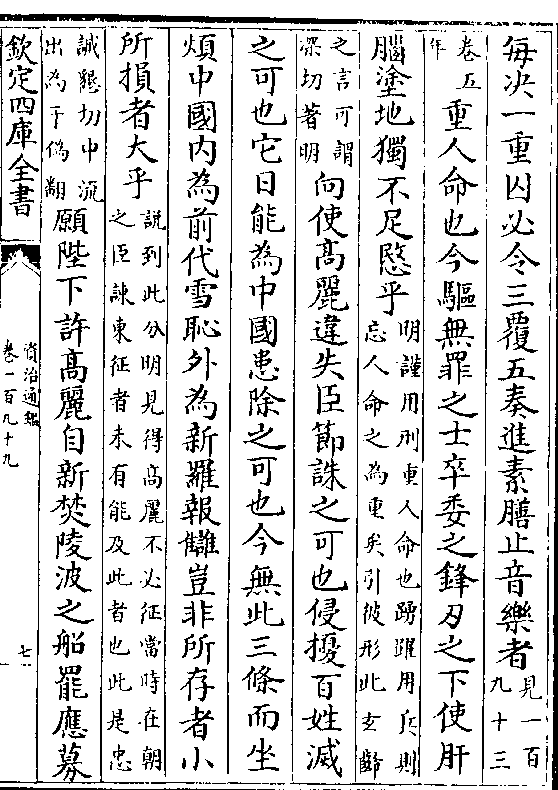 每決一重囚必令三覆五奏進素膳止音樂者見一百九十三
卷五年重人命也今驅無罪之士卒委之鋒刃之下使肝
腦塗地獨不足愍乎明謹用刑重人命也踴躍用兵則忘人命之為重矣引彼形此玄齡
之言可謂深切著明向使髙麗違失臣節誅之可也侵擾百姓滅
之可也它日能為中國患除之可也今無此三條而坐
煩中國内為前代雪恥外為新羅報讎豈非所存者小
所損者大乎說到此分明見得高麗不必征當時在朝之臣諫東征者未有能及此者也此是忠
誠懇切中流出為于偽翻願陛下許髙麗自新焚陵波之船罷應募
欽定四庫全書
資治通鑑
卷一百九十九
七